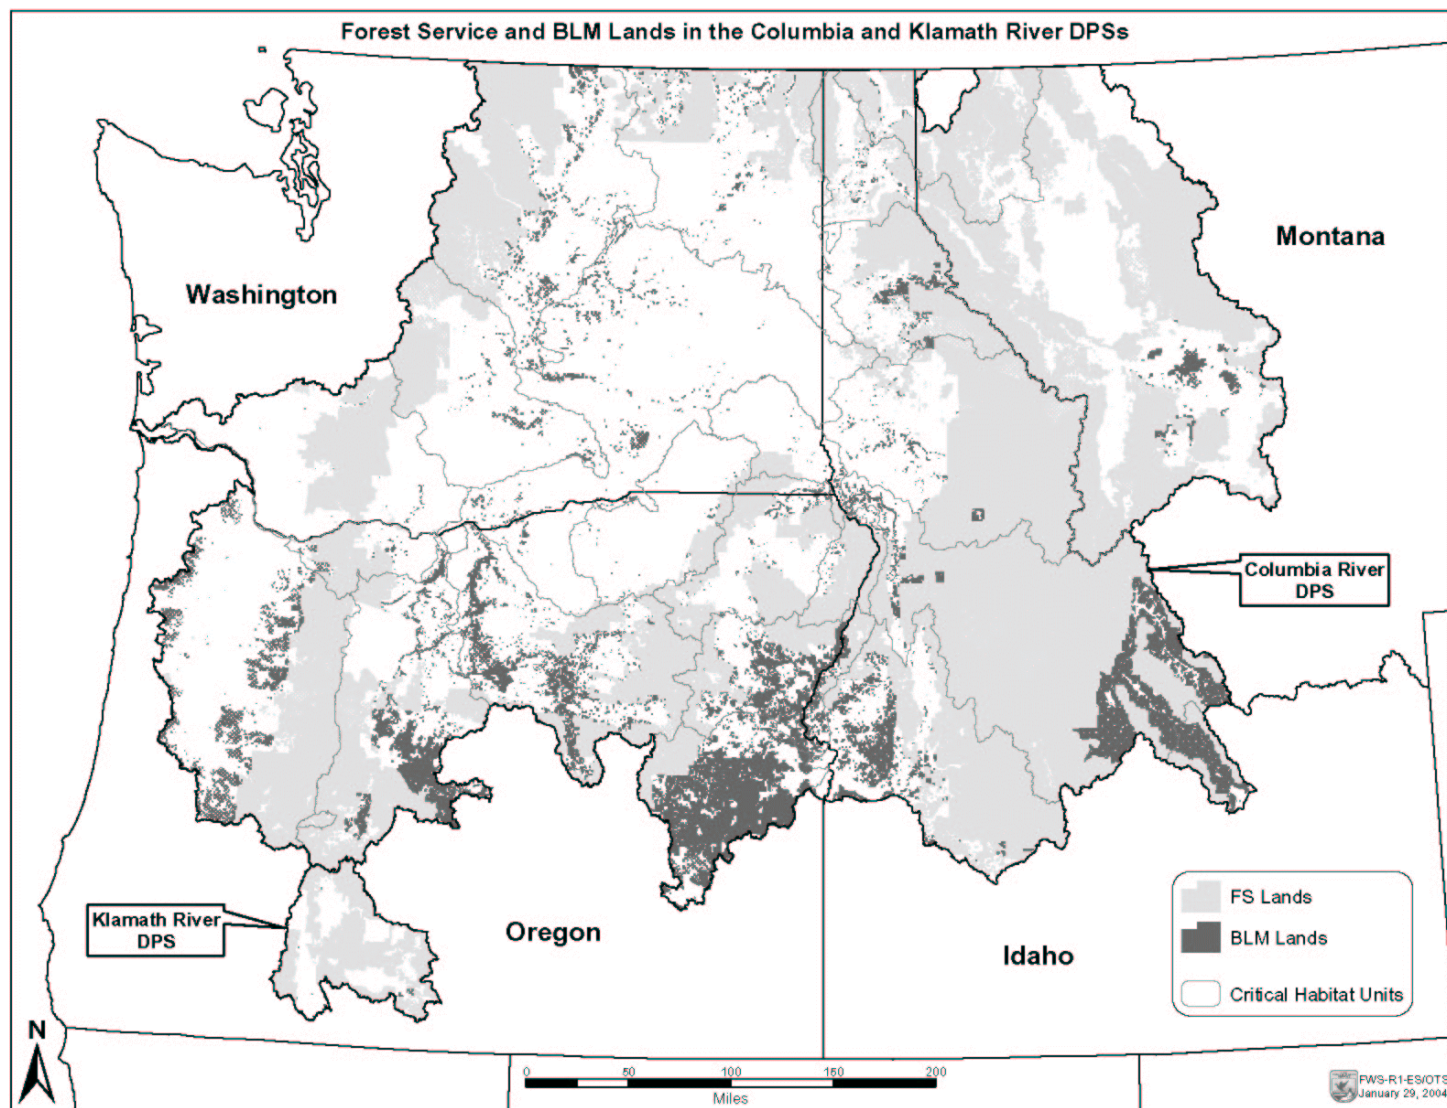 Forest Service and BLM Lands in the Columbia and Klamath River DPSs
Montana
Washington
Columbia River
DPS
Klamath River
DPS
Oregon
Idaho
FS Lands
BLM Lands
Critical Habitat Units
N
0 50 100 150 200
Miles
FWS-R1-ES/OTS
January 29, 2004